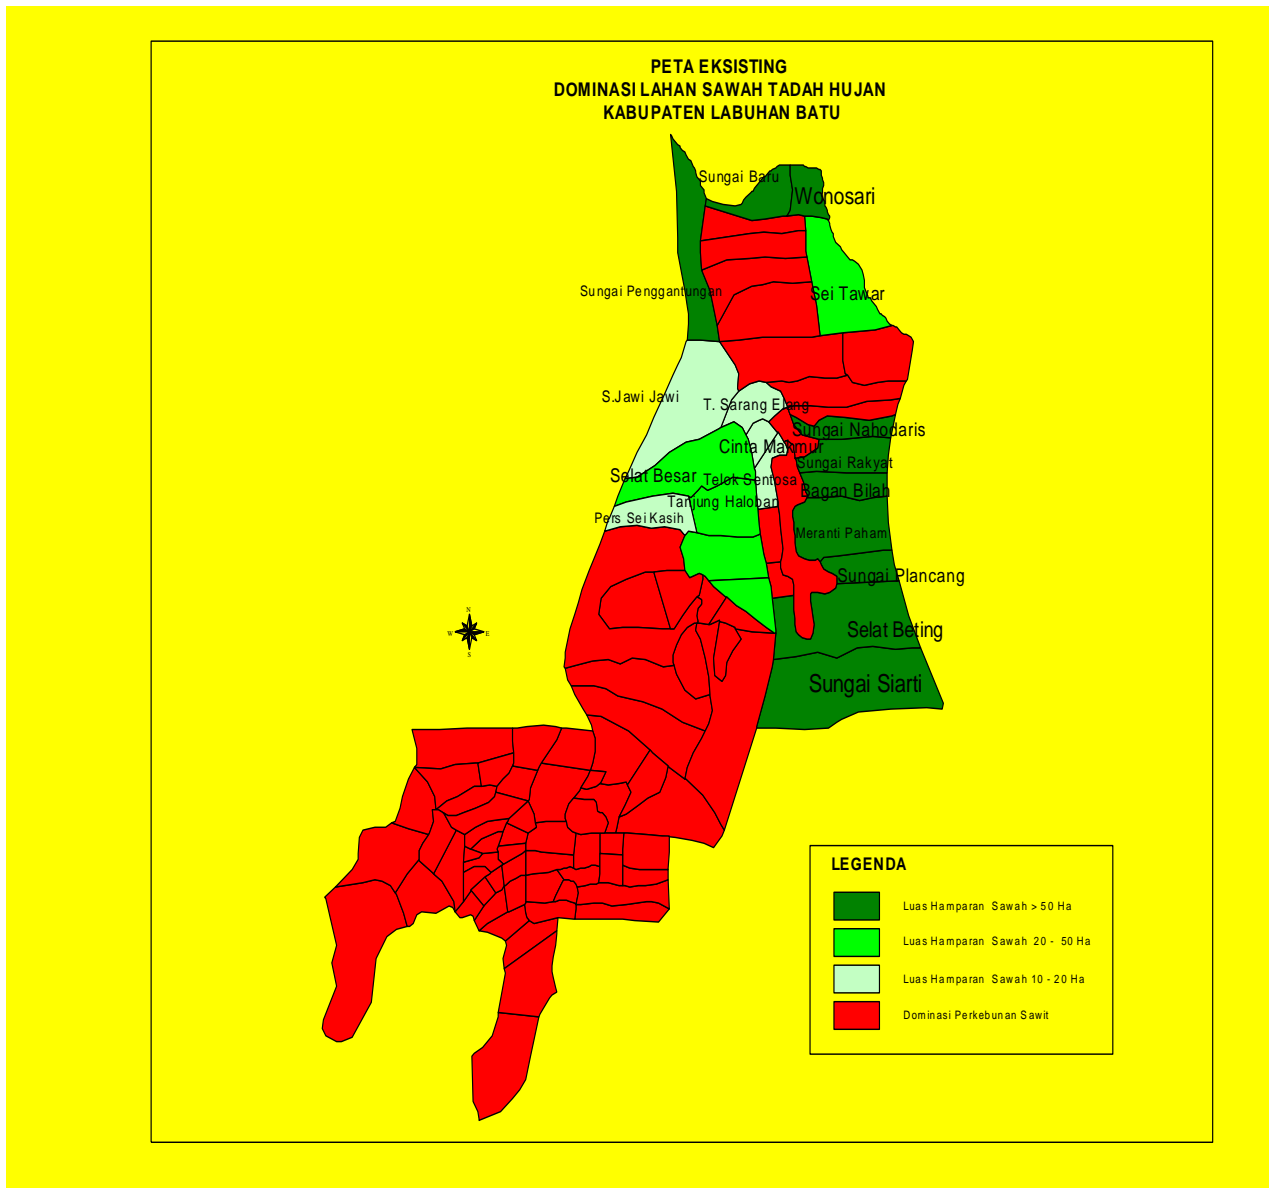 PETA EKSISTING
DOMINASI LAHAN SAWAH TADAH HUJAN
KABUPATEN LABUHAN BATU
Sungai Baru
Wonosari
Sungai Penggantungan
Sei Tawar
S.Jawi Jawi
T. Sarang Elang
Sungai Nahodaris
Cinta Makmur
Sungai Rakyat
Selat Besar
Telok Sentosa
Bagan Bilah
Tanjung Haloban
Pers Sei Kasih
Meranti Paham
Sungai Plancang
N
W E
S
Selat Beting
Sungai Siarti
LEGENDA
Luas Hamparan Sawah > 50 Ha
Luas Hamparan Sawah 20 - 50 Ha
Luas Hamparan Sawah 10 - 20 Ha
Dominasi Perkebunan Sawit